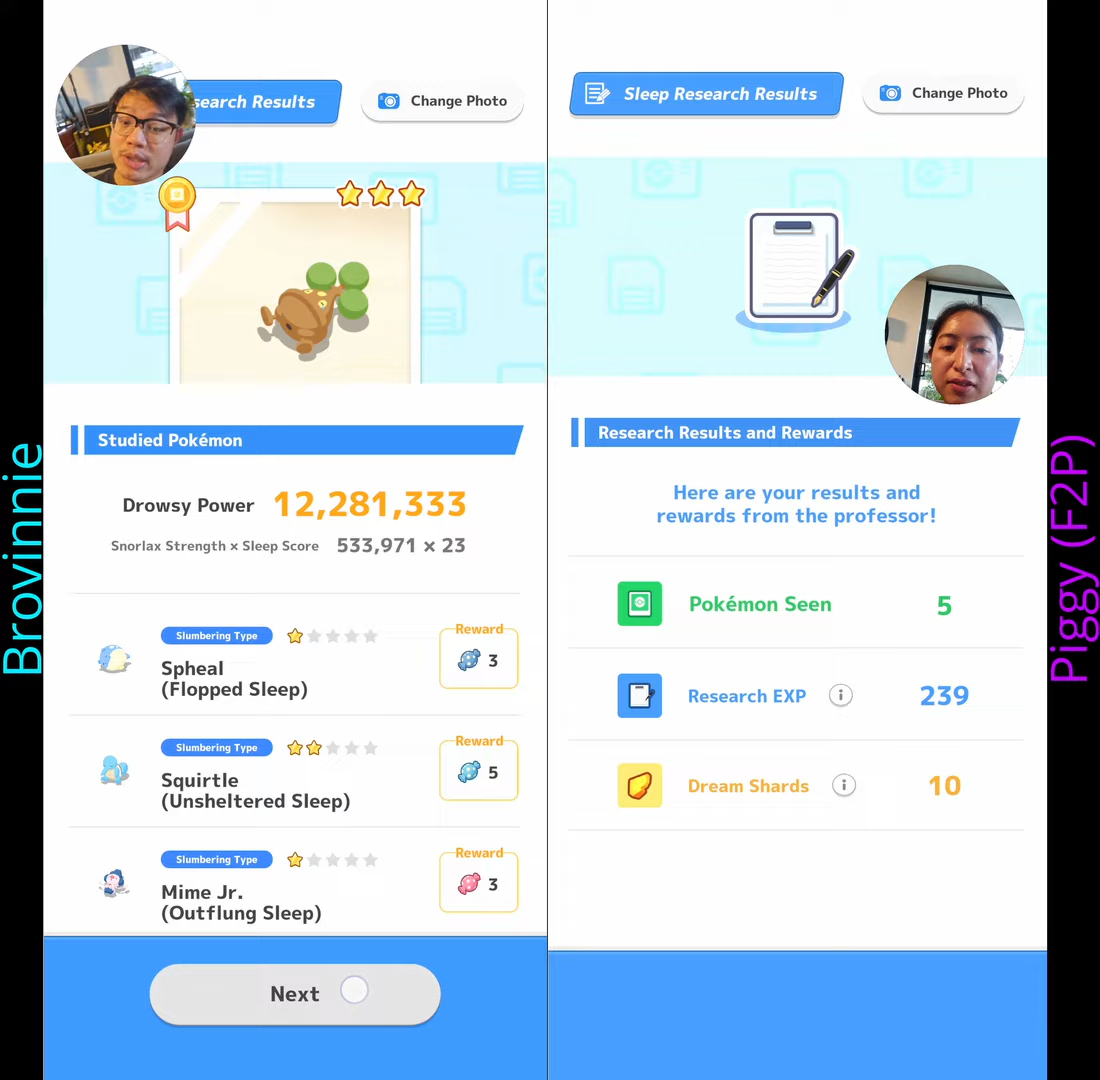 Brovinnie
search Results
Change Photo
Studied Pokémon
Drowsy Power 12,281,333
Snorlax Strength × Sleep Score 533,971 × 23
Slumbering Type
Reward
Spheal
(Flopped Sleep)
3
Slumbering Type
Reward
Squirtle
(Unsheltered Sleep)
5
Slumbering Type
Reward
Mime Jr.
(Outflung Sleep)
3
Next
Sleep Research Results
Change Photo
Research Results and Rewards
Here are your results and
rewards from the professor!
Pokémon Seen 5
Research EXP i 239
Dream Shards i 10
Piggy (F2P)